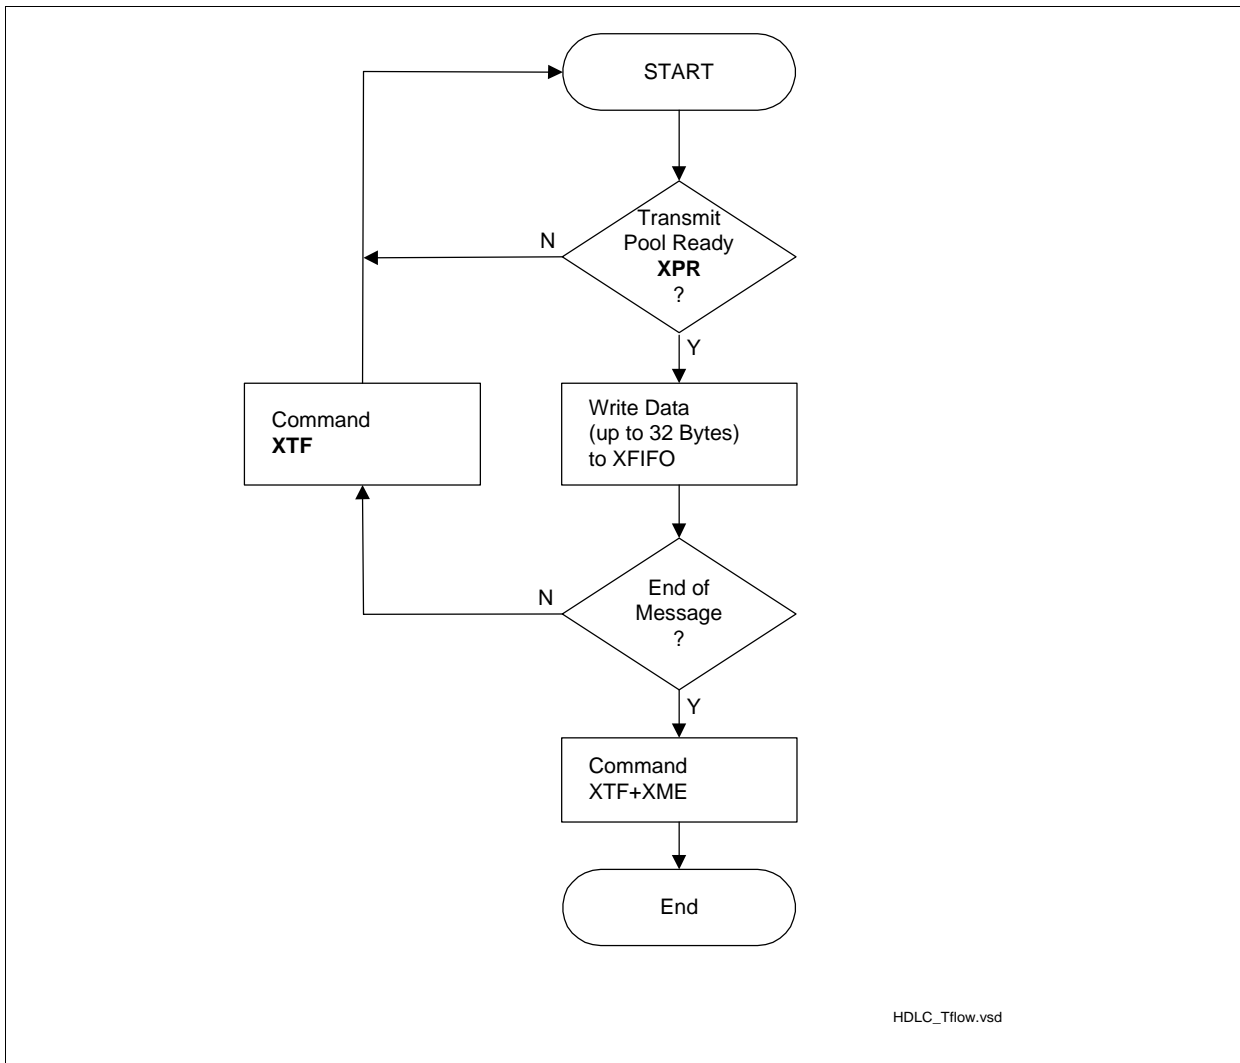 START
Transmit
Pool Ready
XPR
?
N
Y
Command
XTF
Write Data
(up to 32 Bytes)
to XFIFO
End of
Message
?
N
Y
Command
XTF+XME
End
HDLC_Tflow.vsd